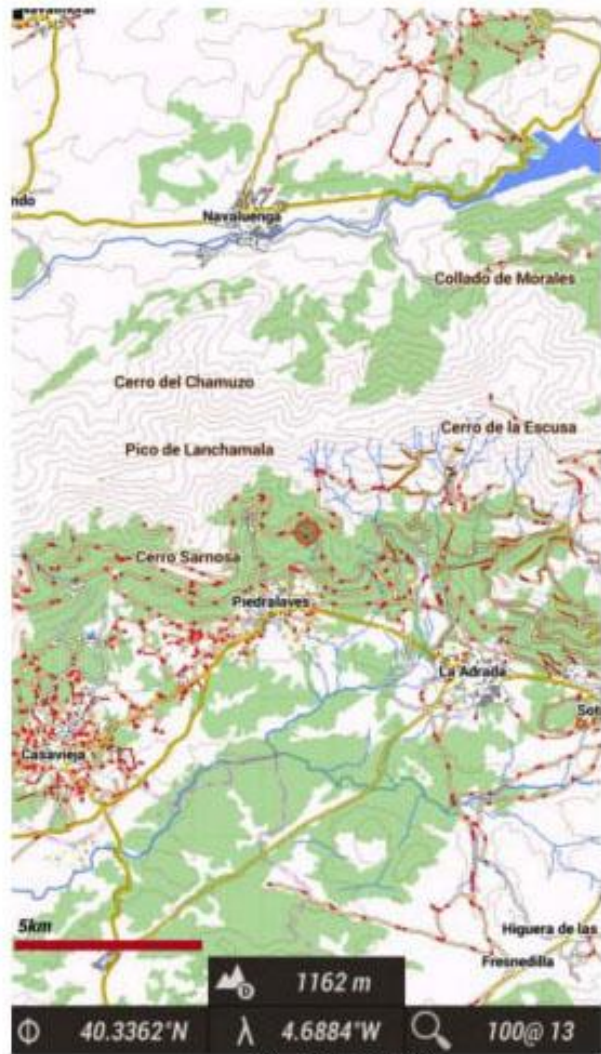 ndo
Navaluenga
Collado de Morales
Cerro del Chamuzo
Cerro de la Escusa
Pico de Lanchamala
Cerro Sarnosa
Piedralaves
La Adrada
Sot
Casavieja
5km
Higuera de las
Fresnedilla
1162 m
Φ 40.3362°N λ 4.6884°W 100@ 13